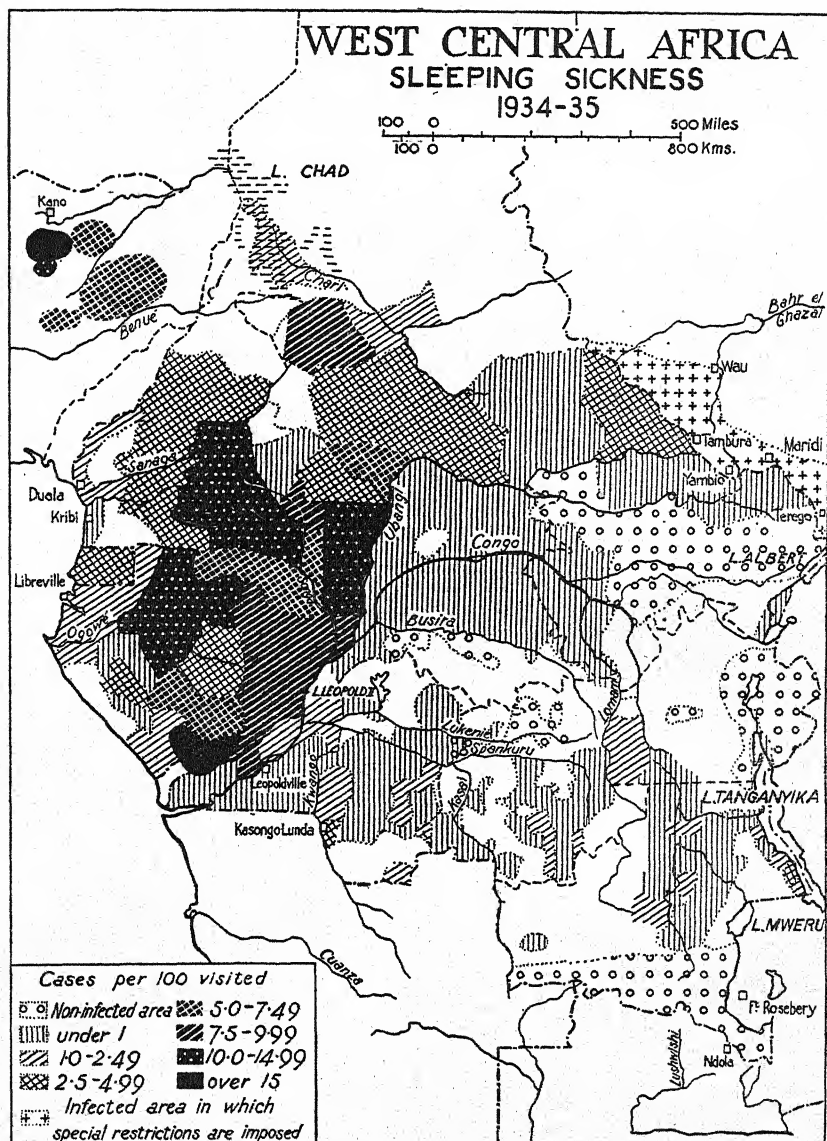 WEST CENTRAL AFRICA
SLEEPING SICKNESS
1934-35
100 0 500 Miles
100 0 800 Kms.
L. CHAD
Kano
Chari
Benue
Bahr el
Ghazal
Wau
Tambura
Maridi
Yambio
Sanaga
Duala
Kribi
Ubangi
Congo
L. ALBERT
Libreville
Ogowe
Busira
L. LEOPOLD II
Lomami
Lukenie
Sankuru
Leopoldville
Kwango
Kasai
L. TANGANYIKA
Kasongo Lunda
L. MWERU
Cuanza
Ft Rosebery
Ndola
Cases per 100 visited
Non-infected area 5·0-7·49
under 1 7·5-9·99
1·0-2·49 10·0-14·99
2·5-4·99 over 15
Infected area in which
special restrictions are imposed